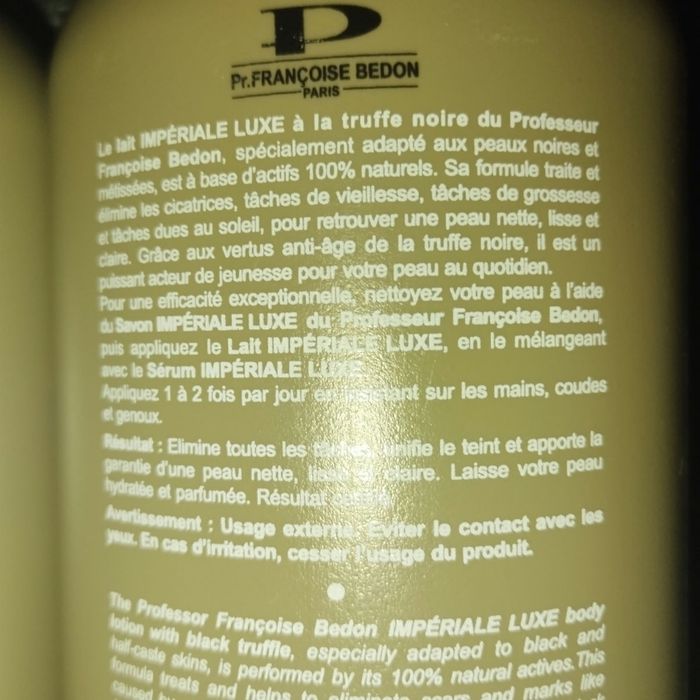 P
Pr.FRANÇOISE BEDON
PARIS
Le lait IMPÉRIALE LUXE à la truffe noire du Professeur
Françoise Bedon, spécialement adapté aux peaux noires et
métissées, est à base d'actifs 100% naturels. Sa formule traite et
élimine les cicatrices, tâches de vieillesse, tâches de grossesse
et tâches dues au soleil, pour retrouver une peau nette, lisse et
claire. Grâce aux vertus anti-âge de la truffe noire, il est un
puissant acteur de jeunesse pour votre peau au quotidien.
Pour une efficacité exceptionnelle, nettoyez votre peau à l'aide
du Savon IMPÉRIALE LUXE du Professeur Françoise Bedon,
puis appliquez le Lait IMPÉRIALE LUXE, en le mélangeant
avec le Sérum IMPÉRIALE LUXE
Appliquez 1 à 2 fois par jour en insistant sur les mains, coudes
et genoux.
Résultat : Elimine toutes les tâches, unifie le teint et apporte la
garantie d'une peau nette, lisse et claire. Laisse votre peau
hydratée et parfumée. Résultat
Avertissement : Usage externe. Eviter le contact avec les
yeux. En cas d'irritation, cesser l'usage du produit.
The Professor Françoise Bedon IMPÉRIALE LUXE body
lotion with black truffle, especially adapted to black and
half-caste skins, is performed by its 100% natural actives. This
formula treats and helps to eliminate scars and marks like
caused